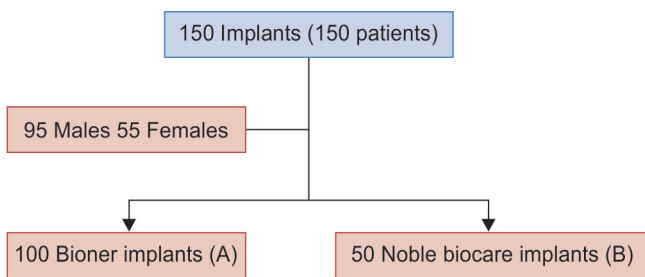 150 Implants (150 patients)
95 Males 55 Females
100 Bioner implants (A)
50 Noble biocare implants (B)